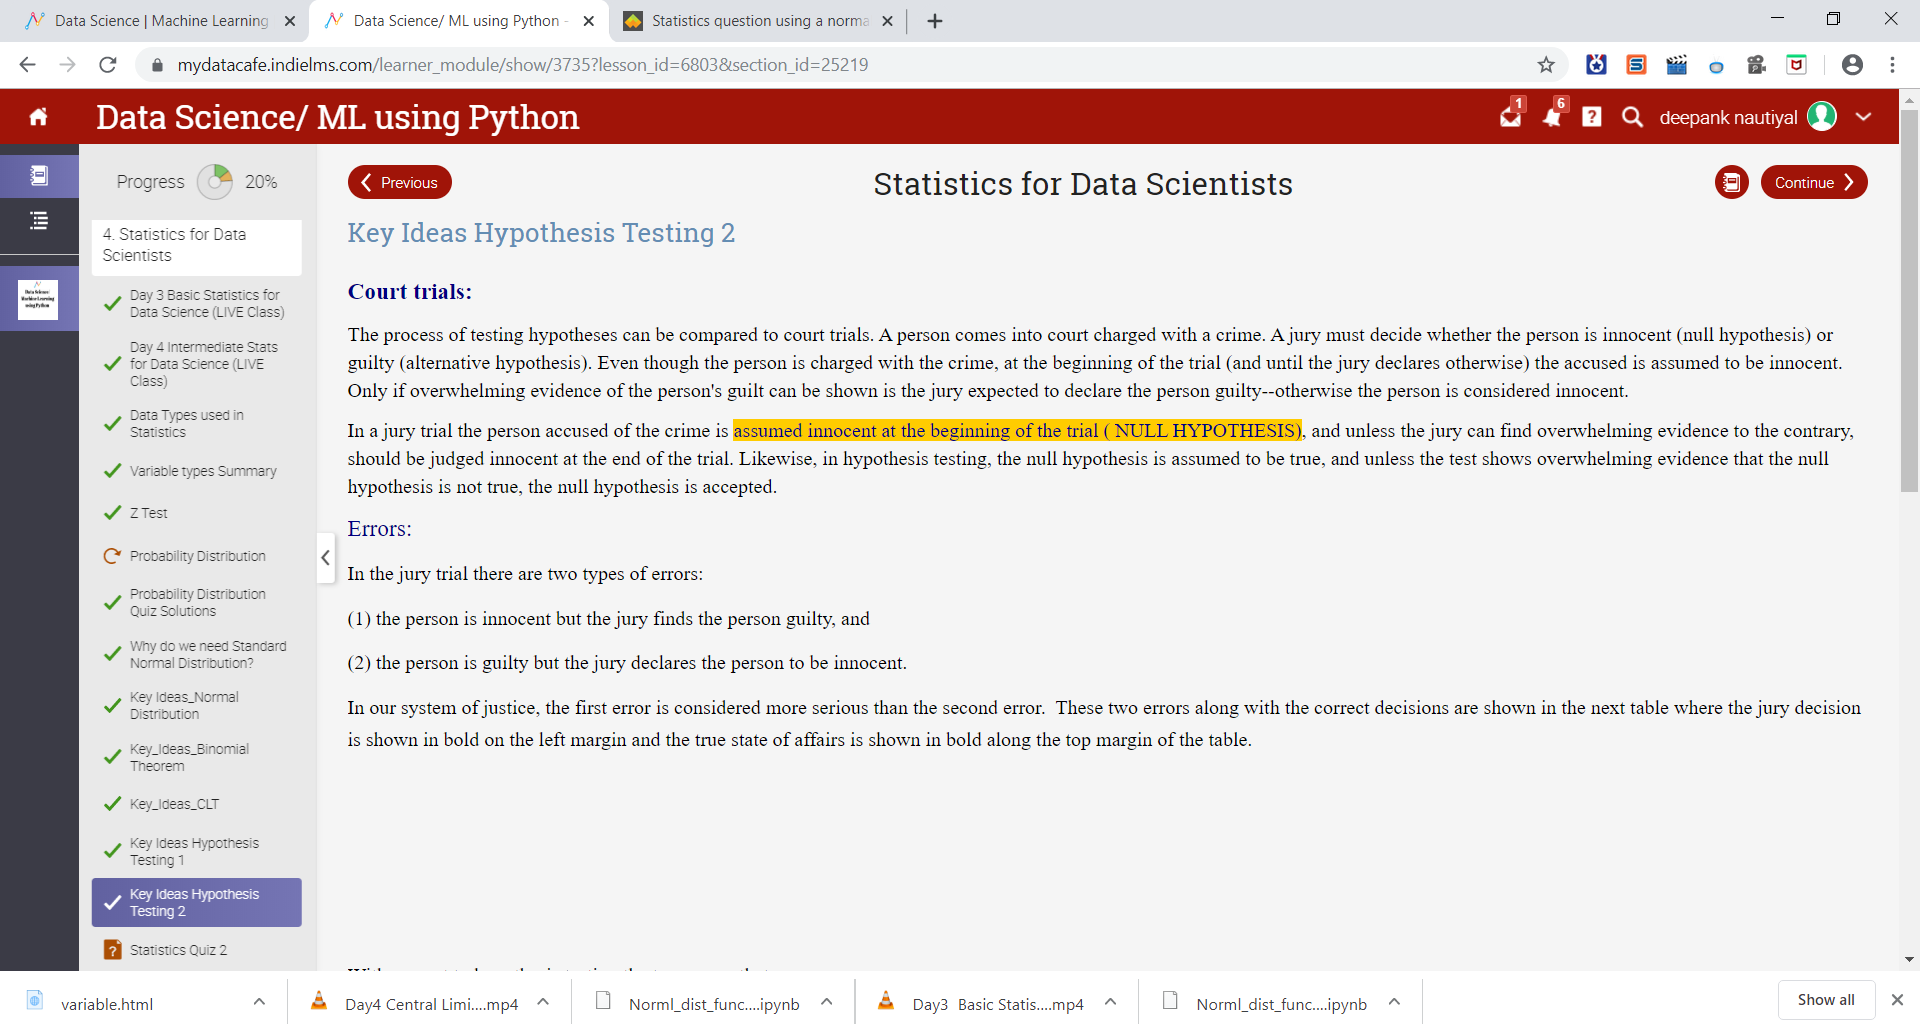 Data Science | Machine Learning
Data Science/ ML using Python -
Statistics question using a norma
mydatacafe.indielms.com/learner_module/show/3735?lesson_id=6803&section_id=25219
Data Science/ ML using Python
1
6
?
deepank nautiyal
Progress
20%
Previous
Statistics for Data Scientists
Continue
4. Statistics for Data
Scientists
Day 3 Basic Statistics for
Data Science (LIVE Class)
Day 4 Intermediate Stats
for Data Science (LIVE
Class)
Data Types used in
Statistics
Variable types Summary
Z Test
Probability Distribution
Probability Distribution
Quiz Solutions
Why do we need Standard
Normal Distribution?
Key Ideas_Normal
Distribution
Key_Ideas_Binomial
Theorem
Key_Ideas_CLT
Key Ideas Hypothesis
Testing 1
Key Ideas Hypothesis
Testing 2
? Statistics Quiz 2
Key Ideas Hypothesis Testing 2
Court trials:
The process of testing hypotheses can be compared to court trials. A person comes into court charged with a crime. A jury must decide whether the person is innocent (null hypothesis) or
guilty (alternative hypothesis). Even though the person is charged with the crime, at the beginning of the trial (and until the jury declares otherwise) the accused is assumed to be innocent.
Only if overwhelming evidence of the person's guilt can be shown is the jury expected to declare the person guilty--otherwise the person is considered innocent.
In a jury trial the person accused of the crime is assumed innocent at the beginning of the trial ( NULL HYPOTHESIS), and unless the jury can find overwhelming evidence to the contrary,
should be judged innocent at the end of the trial. Likewise, in hypothesis testing, the null hypothesis is assumed to be true, and unless the test shows overwhelming evidence that the null
hypothesis is not true, the null hypothesis is accepted.
Errors:
In the jury trial there are two types of errors:
(1) the person is innocent but the jury finds the person guilty, and
(2) the person is guilty but the jury declares the person to be innocent.
In our system of justice, the first error is considered more serious than the second error.  These two errors along with the correct decisions are shown in the next table where the jury decision
is shown in bold on the left margin and the true state of affairs is shown in bold along the top margin of the table.
variable.html
Day4 Central Limi....mp4
Norml_dist_func....ipynb
Day3 Basic Statis....mp4
Norml_dist_func....ipynb
Show all